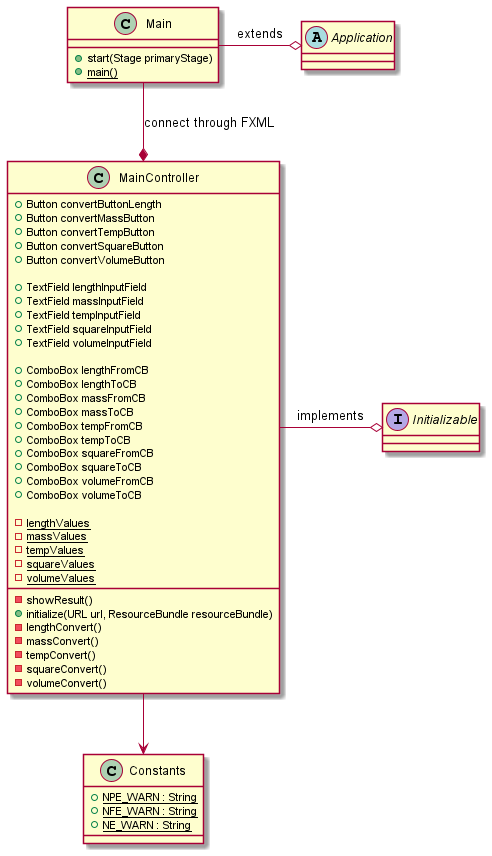 C Main
start(Stage primaryStage)
main()
extends
A Application
connect through FXML
C MainController
Button convertButtonLength
Button convertMassButton
Button convertTempButton
Button convertSquareButton
Button convertVolumeButton
TextField lengthInputField
TextField massInputField
TextField tempInputField
TextField squareInputField
TextField volumeInputField
ComboBox lengthFromCB
ComboBox lengthToCB
ComboBox massFromCB
ComboBox massToCB
ComboBox tempFromCB
ComboBox tempToCB
ComboBox squareFromCB
ComboBox squareToCB
ComboBox volumeFromCB
ComboBox volumeToCB
lengthValues
massValues
tempValues
squareValues
volumeValues
showResult()
initialize(URL url, ResourceBundle resourceBundle)
lengthConvert()
massConvert()
tempConvert()
squareConvert()
volumeConvert()
implements
I Initializable
C Constants
NPE_WARN : String
NFE_WARN : String
NE_WARN : String